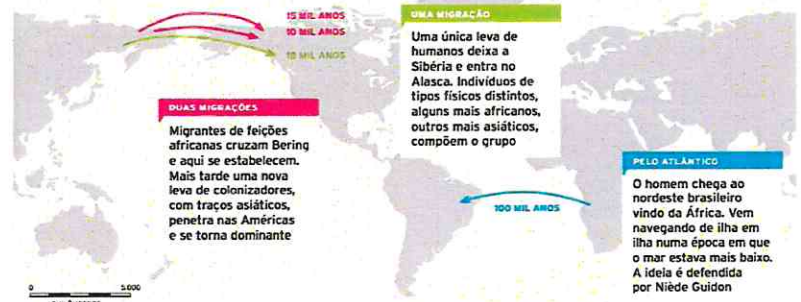 15 MIL ANOS
10 MIL ANOS
18 MIL ANOS
DUAS MIGRAÇÕES
Migrantes de feições
africanas cruzam Bering
e aqui se estabelecem.
Mais tarde uma nova
leva de colonizadores,
com traços asiáticos,
penetra nas Américas
e se torna dominante
UMA MIGRAÇÃO
Uma única leva de
humanos deixa a
Sibéria e entra no
Alasca. Indivíduos de
tipos físicos distintos,
alguns mais africanos,
outros mais asiáticos,
compõem o grupo
100 MIL ANOS
PELO ATLÂNTICO
O homem chega ao
nordeste brasileiro
vindo da África. Vem
navegando de ilha em
ilha numa época em que
o mar estava mais baixo.
A ideia é defendida
por Niède Guidon
0 5.000